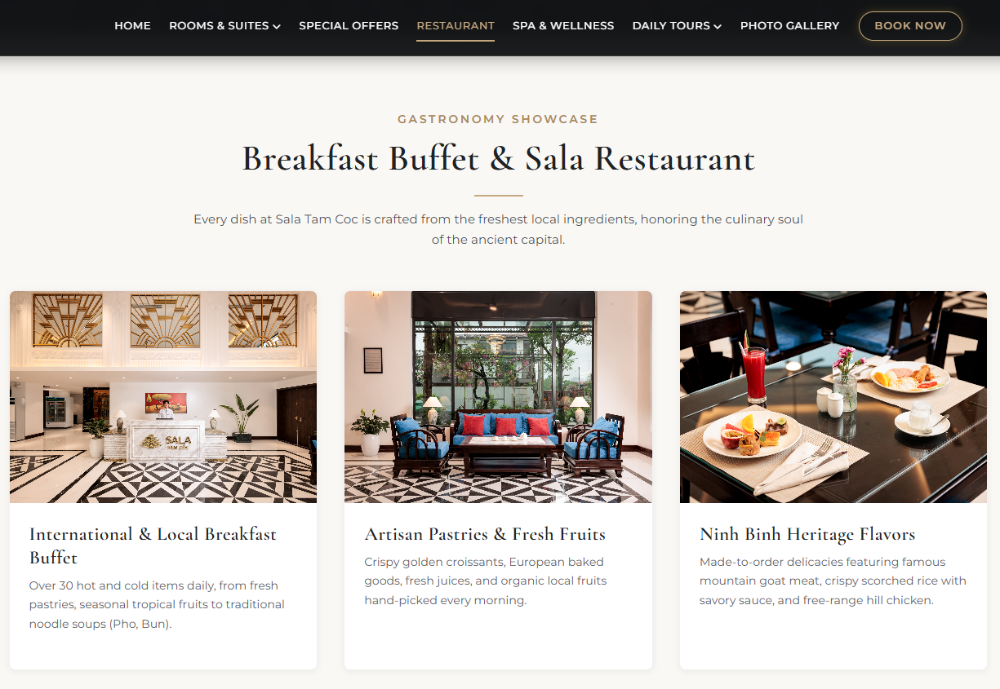 HOME ROOMS & SUITES SPECIAL OFFERS RESTAURANT SPA & WELLNESS DAILY TOURS PHOTO GALLERY BOOK NOW
GASTRONOMY SHOWCASE
Breakfast Buffet & Sala Restaurant
Every dish at Sala Tam Coc is crafted from the freshest local ingredients, honoring the culinary soul
of the ancient capital.
SALA
TAM COC
International & Local Breakfast
Buffet
Over 30 hot and cold items daily, from fresh
pastries, seasonal tropical fruits to traditional
noodle soups (Pho, Bun).
Artisan Pastries & Fresh Fruits
Crispy golden croissants, European baked
goods, fresh juices, and organic local fruits
hand-picked every morning.
Ninh Binh Heritage Flavors
Made-to-order delicacies featuring famous
mountain goat meat, crispy scorched rice with
savory sauce, and free-range hill chicken.